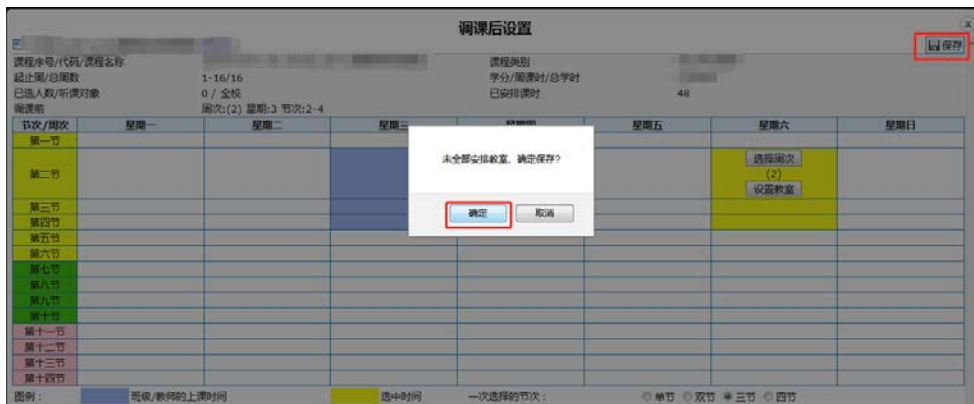 调课后设置
保存
课程序号/代码/课程名称 课程类别
起止周/总周数 1-16/16 学分/周课时/总学时
已选人数/听课对象 0 / 全校 已安排课时 48
调课前 周次:(2) 星期:3 节次:2-4
节次/周次 星期一 星期二 星期三 星期四 星期五 星期六 星期日
第一节
未全部安排教室, 确定保存?
选择周次
第二节 (2)
设置教室
第三节
确定 取消
第四节
第五节
第六节
第七节
第八节
第九节
第十节
第十一节
第十二节
第十三节
第十四节
图例: 班级/教师的上课时间 选中时间 一次选择的节次: 单节 双节 三节 四节